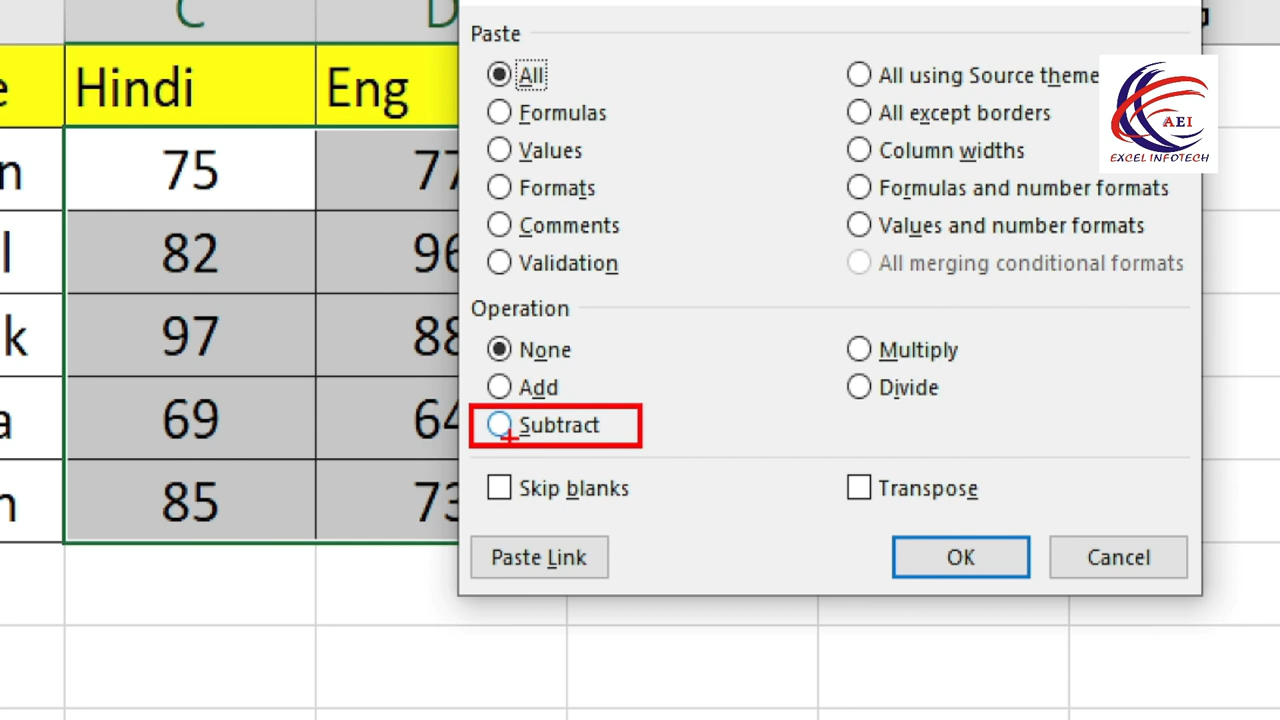 C D
Paste
e Hindi Eng
All All using Source theme
Formulas All except borders
n 75 77 Values Column widths
Formats Formulas and number formats
l 82 96 Comments Values and number formats
Validation All merging conditional formats
Operation
k 97 88 None Multiply
Add Divide
a 69 64 Subtract
n 85 73 Skip blanks Transpose
Paste Link OK Cancel
AEI
EXCEL INFOTECH